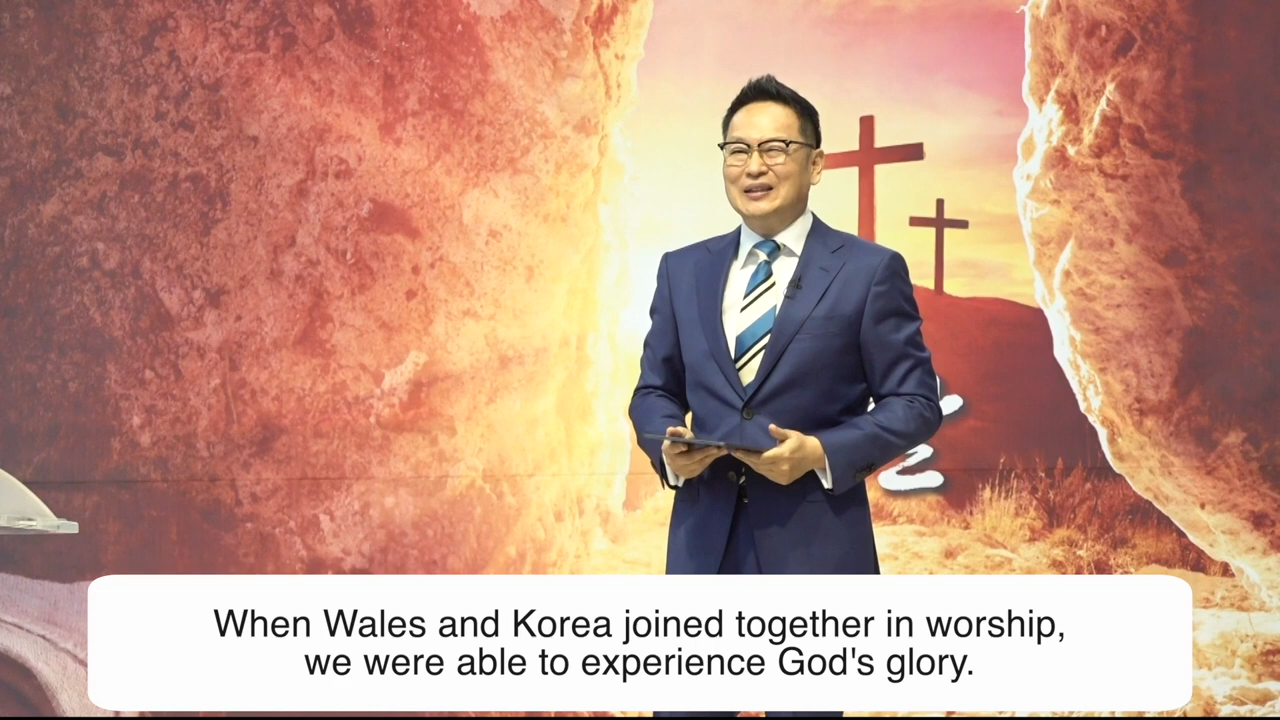 When Wales and Korea joined together in worship,
we were able to experience God's glory.